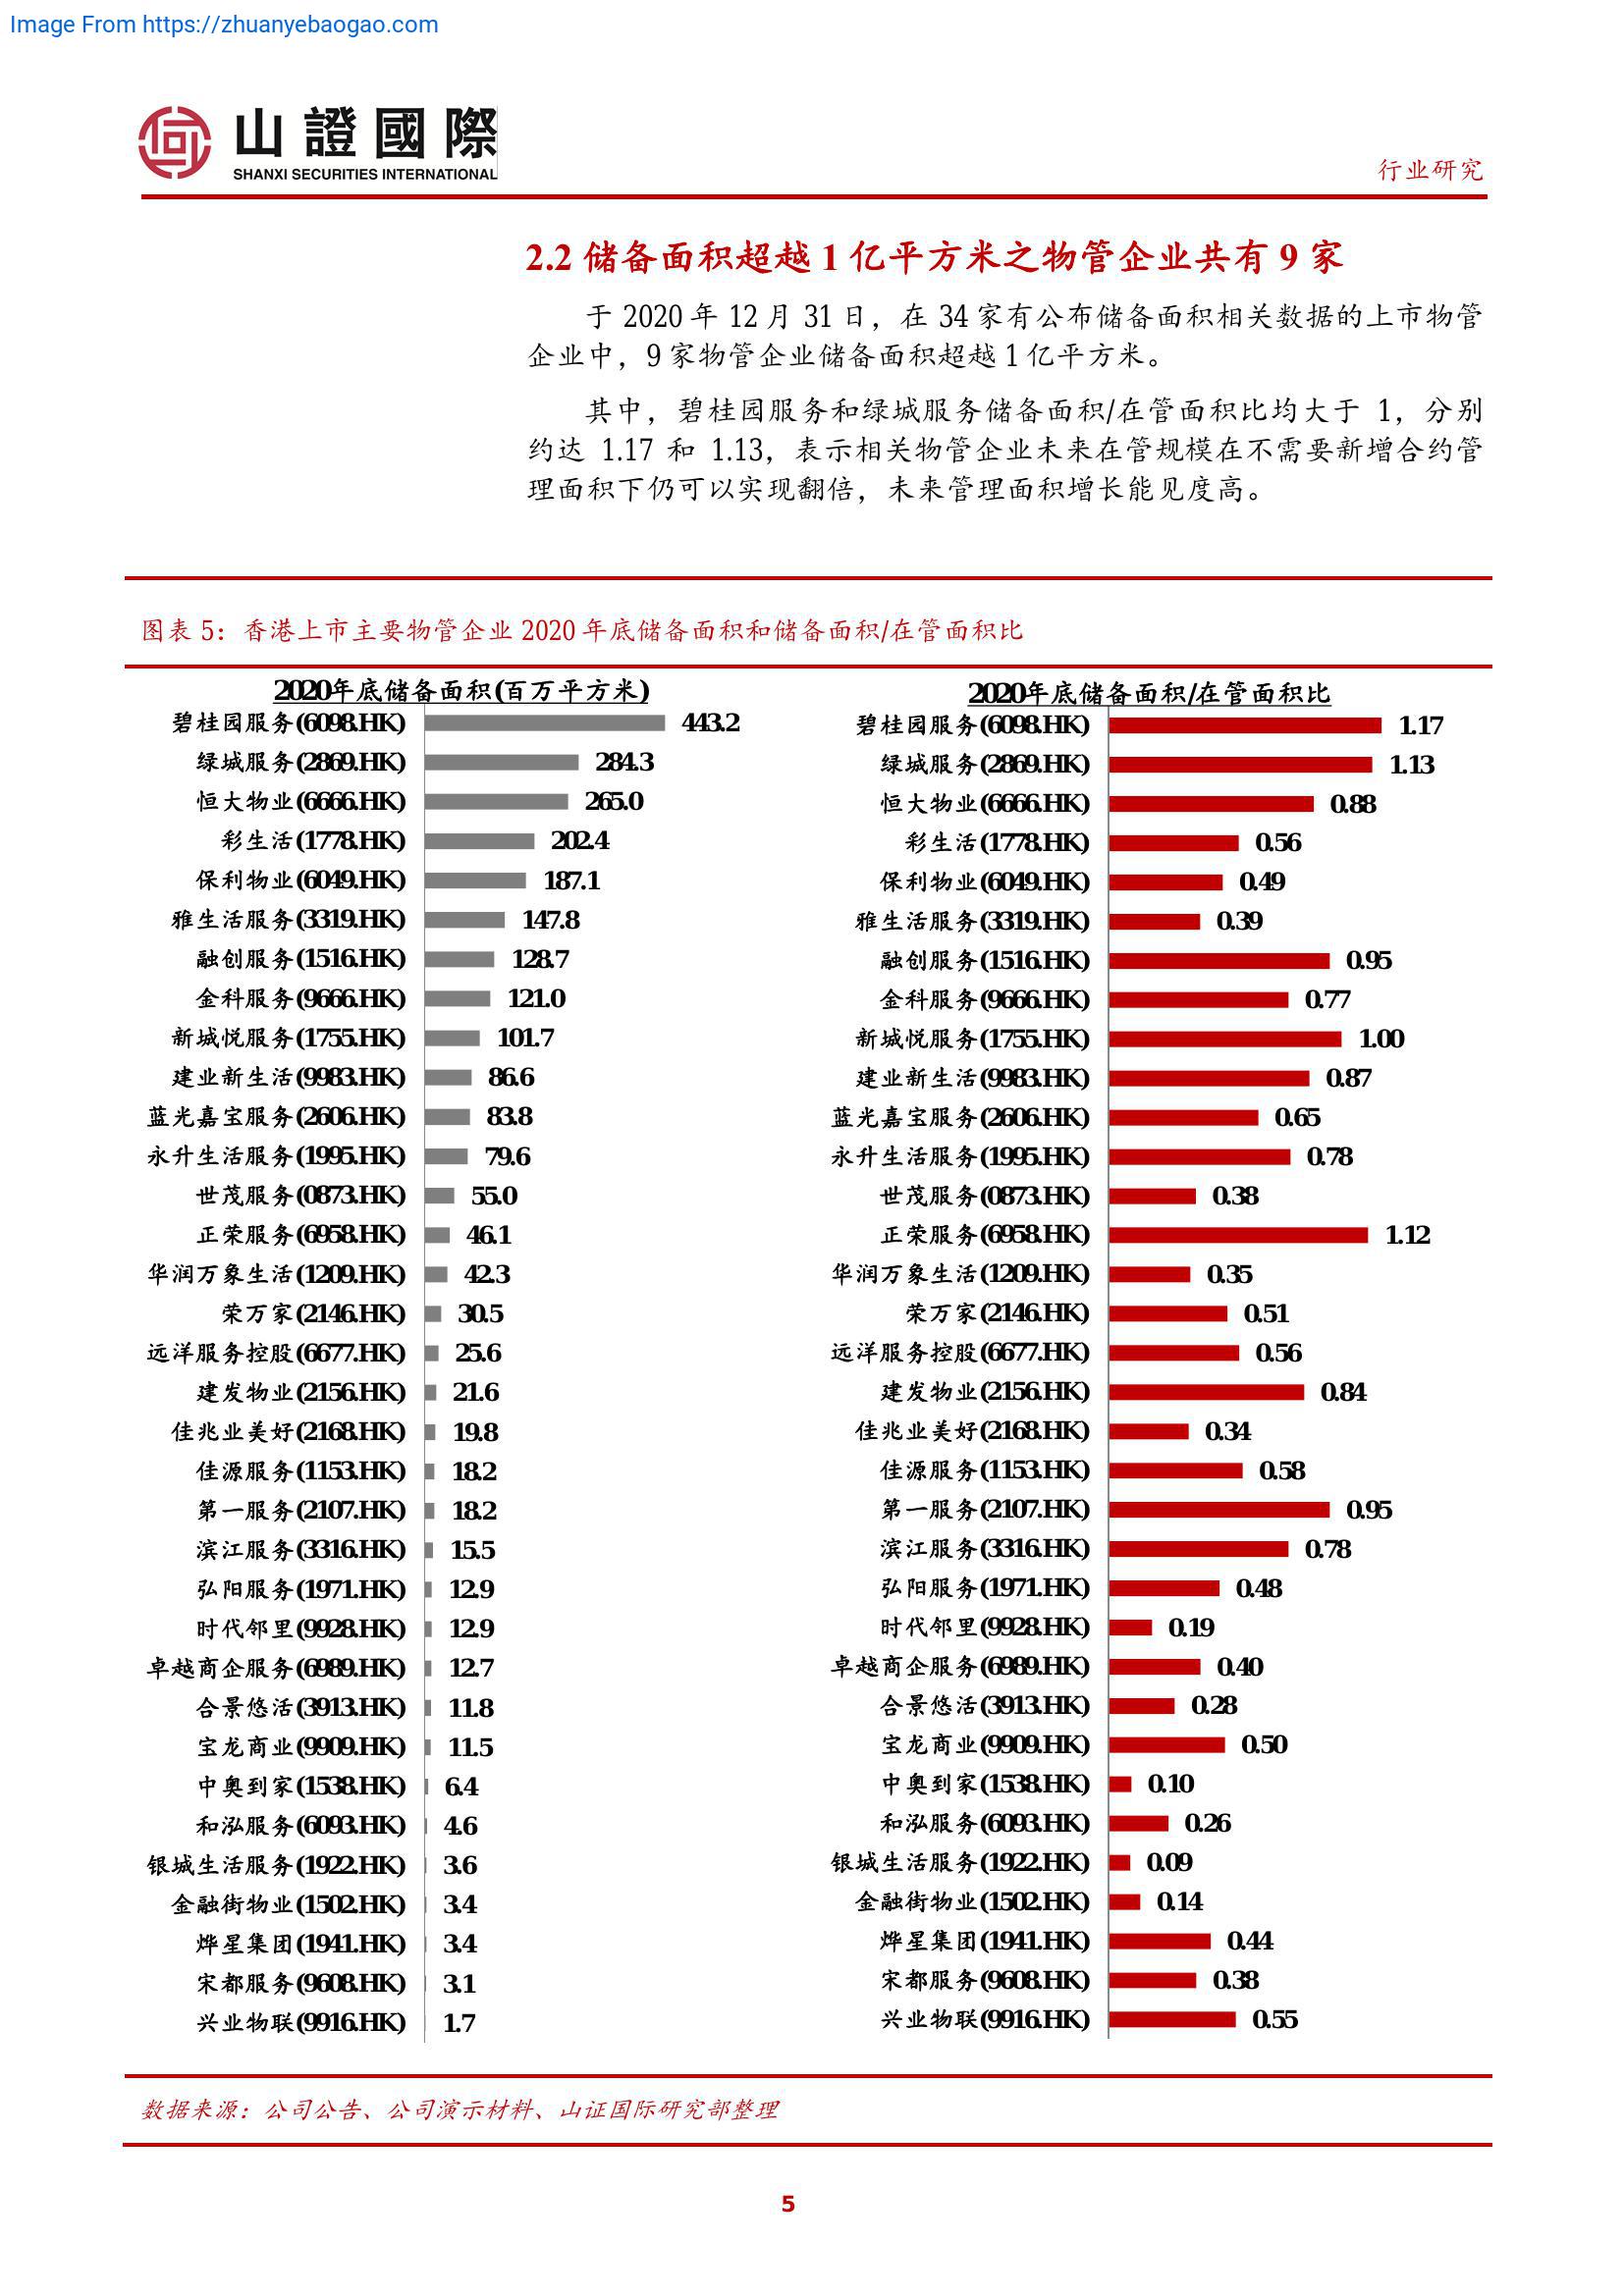 Image From https://zhuanyebaogao.com
山證國際
SHANXI SECURITIES INTERNATIONAL
行业研究
2.2 储备面积超越 1 亿平方米之物管企业共有 9 家
于 2020 年 12 月 31 日，在 34 家有公布储备面积相关数据的上市物管
企业中，9 家物管企业储备面积超越 1 亿平方米。
其中，碧桂园服务和绿城服务储备面积/在管面积比均大于 1，分别
约达 1.17 和 1.13，表示相关物管企业未来在管规模在不需要新增合约管
理面积下仍可以实现翻倍，未来管理面积增长能见度高。
图表 5：香港上市主要物管企业 2020 年底储备面积和储备面积/在管面积比
2020年底储备面积(百万平方米)
碧桂园服务(6098.HK) 443.2
绿城服务(2869.HK) 284.3
恒大物业(6666.HK) 265.0
彩生活(1778.HK) 202.4
保利物业(6049.HK) 187.1
雅生活服务(3319.HK) 147.8
融创服务(1516.HK) 128.7
金科服务(9666.HK) 121.0
新城悦服务(1755.HK) 101.7
建业新生活(9983.HK) 86.6
蓝光嘉宝服务(2606.HK) 83.8
永升生活服务(1995.HK) 79.6
世茂服务(0873.HK) 55.0
正荣服务(6958.HK) 46.1
华润万象生活(1209.HK) 42.3
荣万家(2146.HK) 30.5
远洋服务控股(6677.HK) 25.6
建发物业(2156.HK) 21.6
佳兆业美好(2168.HK) 19.8
佳源服务(1153.HK) 18.2
第一服务(2107.HK) 18.2
滨江服务(3316.HK) 15.5
弘阳服务(1971.HK) 12.9
时代邻里(9928.HK) 12.9
卓越商企服务(6989.HK) 12.7
合景悠活(3913.HK) 11.8
宝龙商业(9909.HK) 11.5
中奥到家(1538.HK) 6.4
和泓服务(6093.HK) 4.6
银城生活服务(1922.HK) 3.6
金融街物业(1502.HK) 3.4
烨星集团(1941.HK) 3.4
宋都服务(9608.HK) 3.1
兴业物联(9916.HK) 1.7
2020年底储备面积/在管面积比
碧桂园服务(6098.HK) 1.17
绿城服务(2869.HK) 1.13
恒大物业(6666.HK) 0.88
彩生活(1778.HK) 0.56
保利物业(6049.HK) 0.49
雅生活服务(3319.HK) 0.39
融创服务(1516.HK) 0.95
金科服务(9666.HK) 0.77
新城悦服务(1755.HK) 1.00
建业新生活(9983.HK) 0.87
蓝光嘉宝服务(2606.HK) 0.65
永升生活服务(1995.HK) 0.78
世茂服务(0873.HK) 0.38
正荣服务(6958.HK) 1.12
华润万象生活(1209.HK) 0.35
荣万家(2146.HK) 0.51
远洋服务控股(6677.HK) 0.56
建发物业(2156.HK) 0.84
佳兆业美好(2168.HK) 0.34
佳源服务(1153.HK) 0.58
第一服务(2107.HK) 0.95
滨江服务(3316.HK) 0.78
弘阳服务(1971.HK) 0.48
时代邻里(9928.HK) 0.19
卓越商企服务(6989.HK) 0.40
合景悠活(3913.HK) 0.28
宝龙商业(9909.HK) 0.50
中奥到家(1538.HK) 0.10
和泓服务(6093.HK) 0.26
银城生活服务(1922.HK) 0.09
金融街物业(1502.HK) 0.14
烨星集团(1941.HK) 0.44
宋都服务(9608.HK) 0.38
兴业物联(9916.HK) 0.55
数据来源：公司公告、公司演示材料、山证国际研究部整理
5